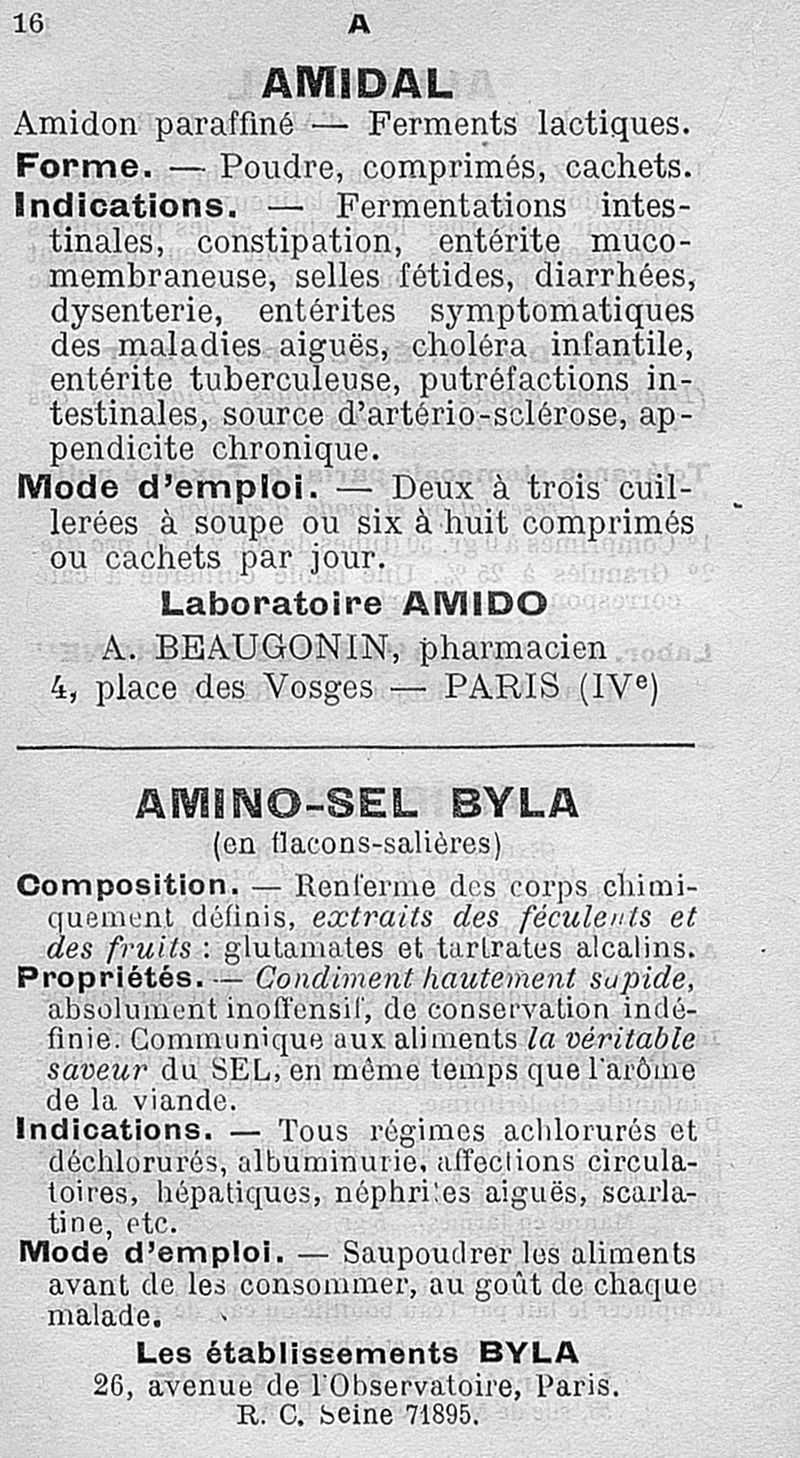 16
A
AMIDAL
Amidon paraffiné — Ferments lactiques.
Forme. — Poudre, comprimés, cachets.
Indications. — Fermentations intes-
tinales, constipation, entérite muco-
membraneuse, selles fétides, diarrhées,
dysenterie, entérites symptomatiques
des maladies aiguës, choléra infantile,
entérite tuberculeuse, putréfactions in-
testinales, source d'artério-sclérose, ap-
pendicite chronique.
Mode d'emploi. — Deux à trois cuil-
lerées à soupe ou six à huit comprimés
ou cachets par jour.
Laboratoire AMIDO
A. BEAUGONIN, pharmacien
4, place des Vosges — PARIS (IVe)
AMINO-SEL BYLA
(en flacons-salières)
Composition. — Renferme des corps chimi-
quement définis, extraits des féculents et
des fruits : glutamates et tartrates alcalins.
Propriétés. — Condiment hautement sapide,
absolument inoffensif, de conservation indé-
finie. Communique aux aliments la véritable
saveur du SEL, en même temps que l'arôme
de la viande.
Indications. — Tous régimes achlorurés et
déchlorurés, albuminurie, affections circula-
toires, hépatiques, néphrites aiguës, scarla-
tine, etc.
Mode d'emploi. — Saupoudrer les aliments
avant de les consommer, au goût de chaque
malade.
Les établissements BYLA
26, avenue de l'Observatoire, Paris.
R. C. Seine 71895.